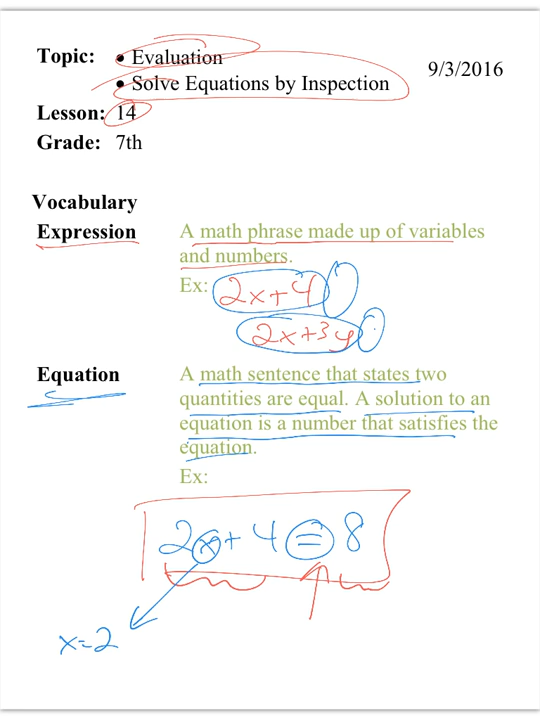 Topic: • Evaluation
• Solve Equations by Inspection
9/3/2016
Lesson: 14
Grade: 7th
Vocabulary
Expression A math phrase made up of variables
and numbers.
Ex: 2x+4
2x+3y
Equation A math sentence that states two
quantities are equal. A solution to an
equation is a number that satisfies the
equation.
Ex:
2x+4=8
x=2